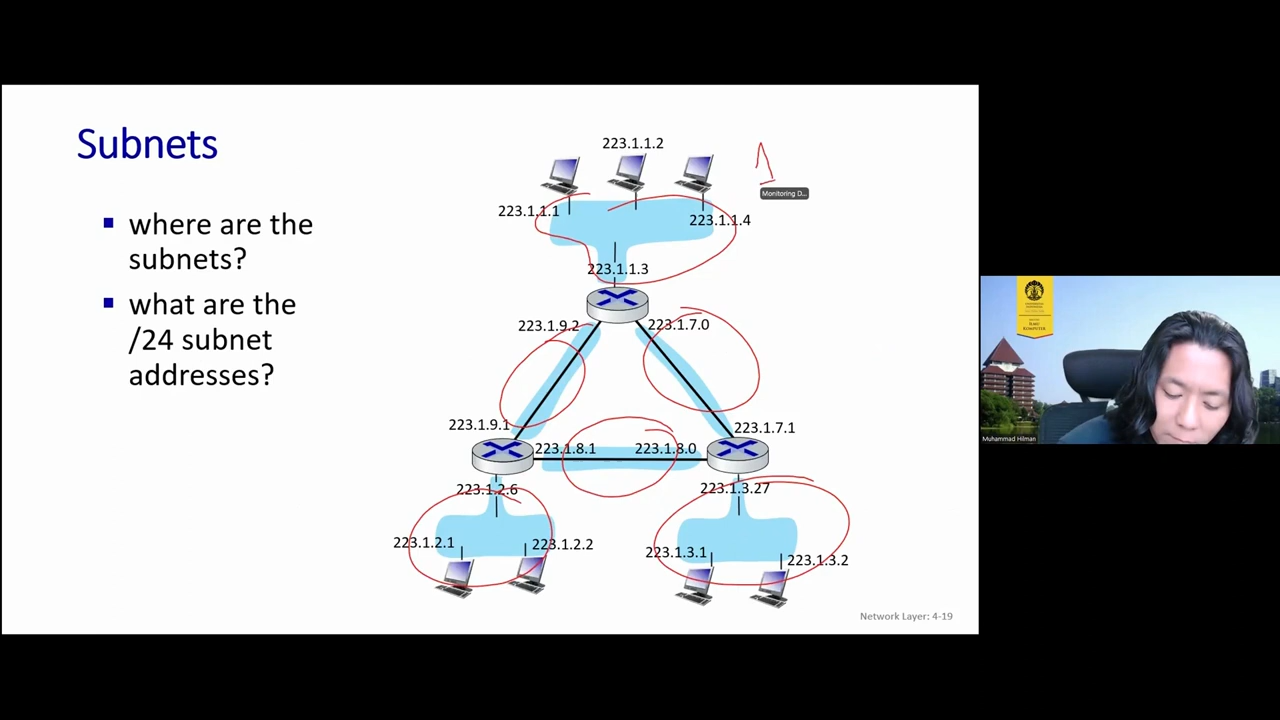 Subnets
where are the
subnets?
what are the
/24 subnet
addresses?
223.1.1.2
1
Monitoring D...
223.1.1.1
223.1.1.4
223.1.1.3
223.1.9.2
223.1.7.0
223.1.9.1
223.1.7.1
223.1.8.1
223.1.8.0
223.1.2.6
223.1.3.27
223.1.2.1
223.1.2.2
223.1.3.1
223.1.3.2
Network Layer: 4-19
ILMU
KOMPUTER
Muhammad Hilman